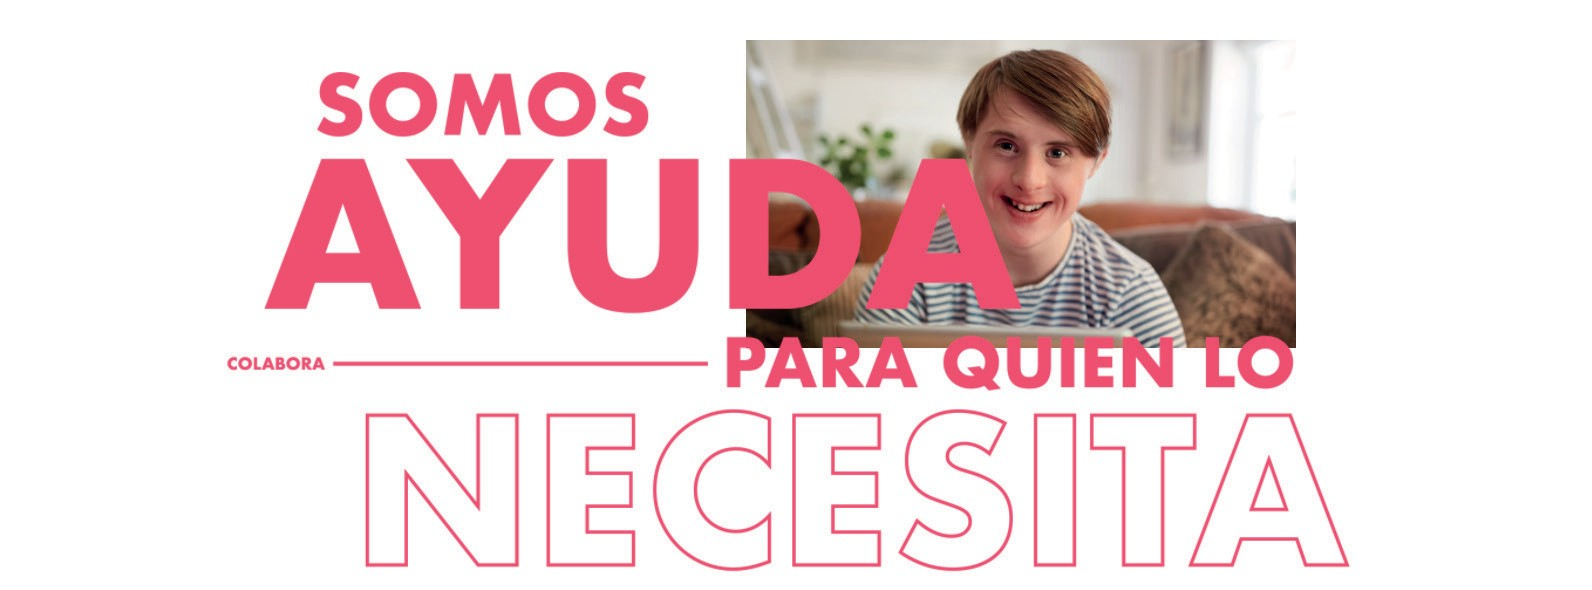 SOMOS
AYUDA
COLABORA
PARA QUIEN LO
NECESITA